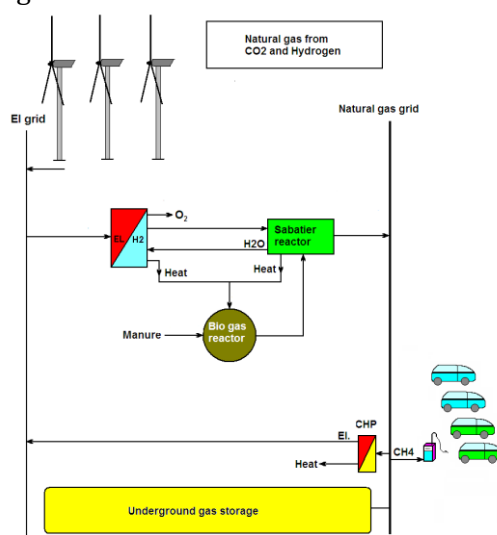 Natural gas from
CO2 and Hydrogen
El grid
Natural gas grid
O2
EL
H2
Sabatier
reactor
H2O
Heat
Heat
Manure
Bio gas
reactor
CHP
El.
CH4
Heat
Underground gas storage